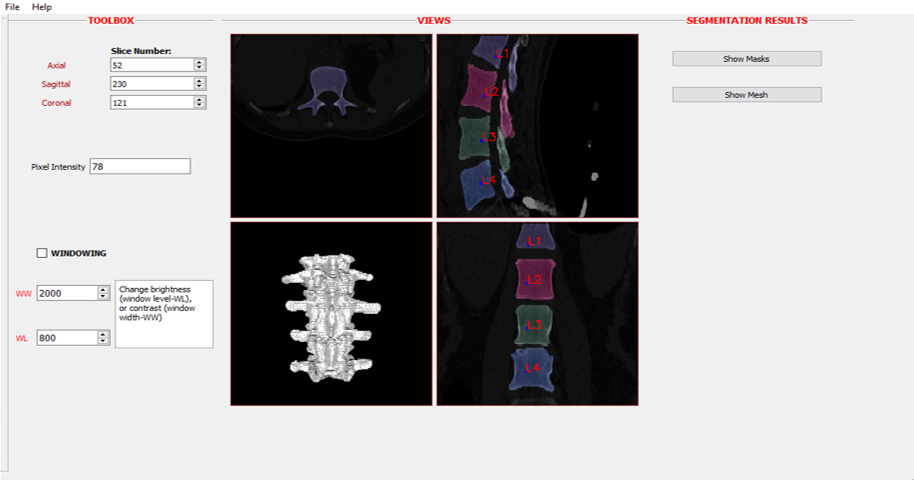 File Help
TOOLBOX
VIEWS
SEGMENTATION RESULTS
Slice Number:
Axial 52
Sagittal 230
Coronal 121
Pixel Intensity 78
WINDOWING
WW 2000
WL 800
Change brightness
(window level-WL),
or contrast (window
width-WW)
L1
L2
L3
L4
L1
L2
L3
L4
Show Masks
Show Mesh